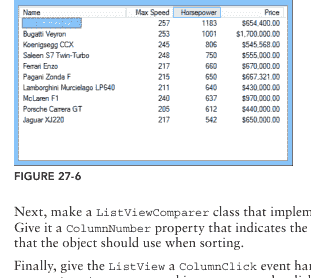 Name Max Speed Horsepower Price
257 1183 $654,400.00
Bugatti Veyron 253 1001 $1,700,000.00
Koenigsegg CCX 245 806 $545,568.00
Saleen S7 Twin-Turbo 248 750 $555,000.00
Ferrari Enzo 217 660 $670,000.00
Pagani Zonda F 215 650 $667,321.00
Lamborghini Murcielago LP640 211 640 $430,000.00
McLaren F1 240 637 $970,000.00
Porsche Carrera GT 205 612 $440,000.00
Jaguar XJ220 217 542 $650,000.00
FIGURE 27-6
Next, make a ListViewComparer class that implem
Give it a ColumnNumber property that indicates the
that the object should use when sorting.
Finally, give the ListView a ColumnClick event han